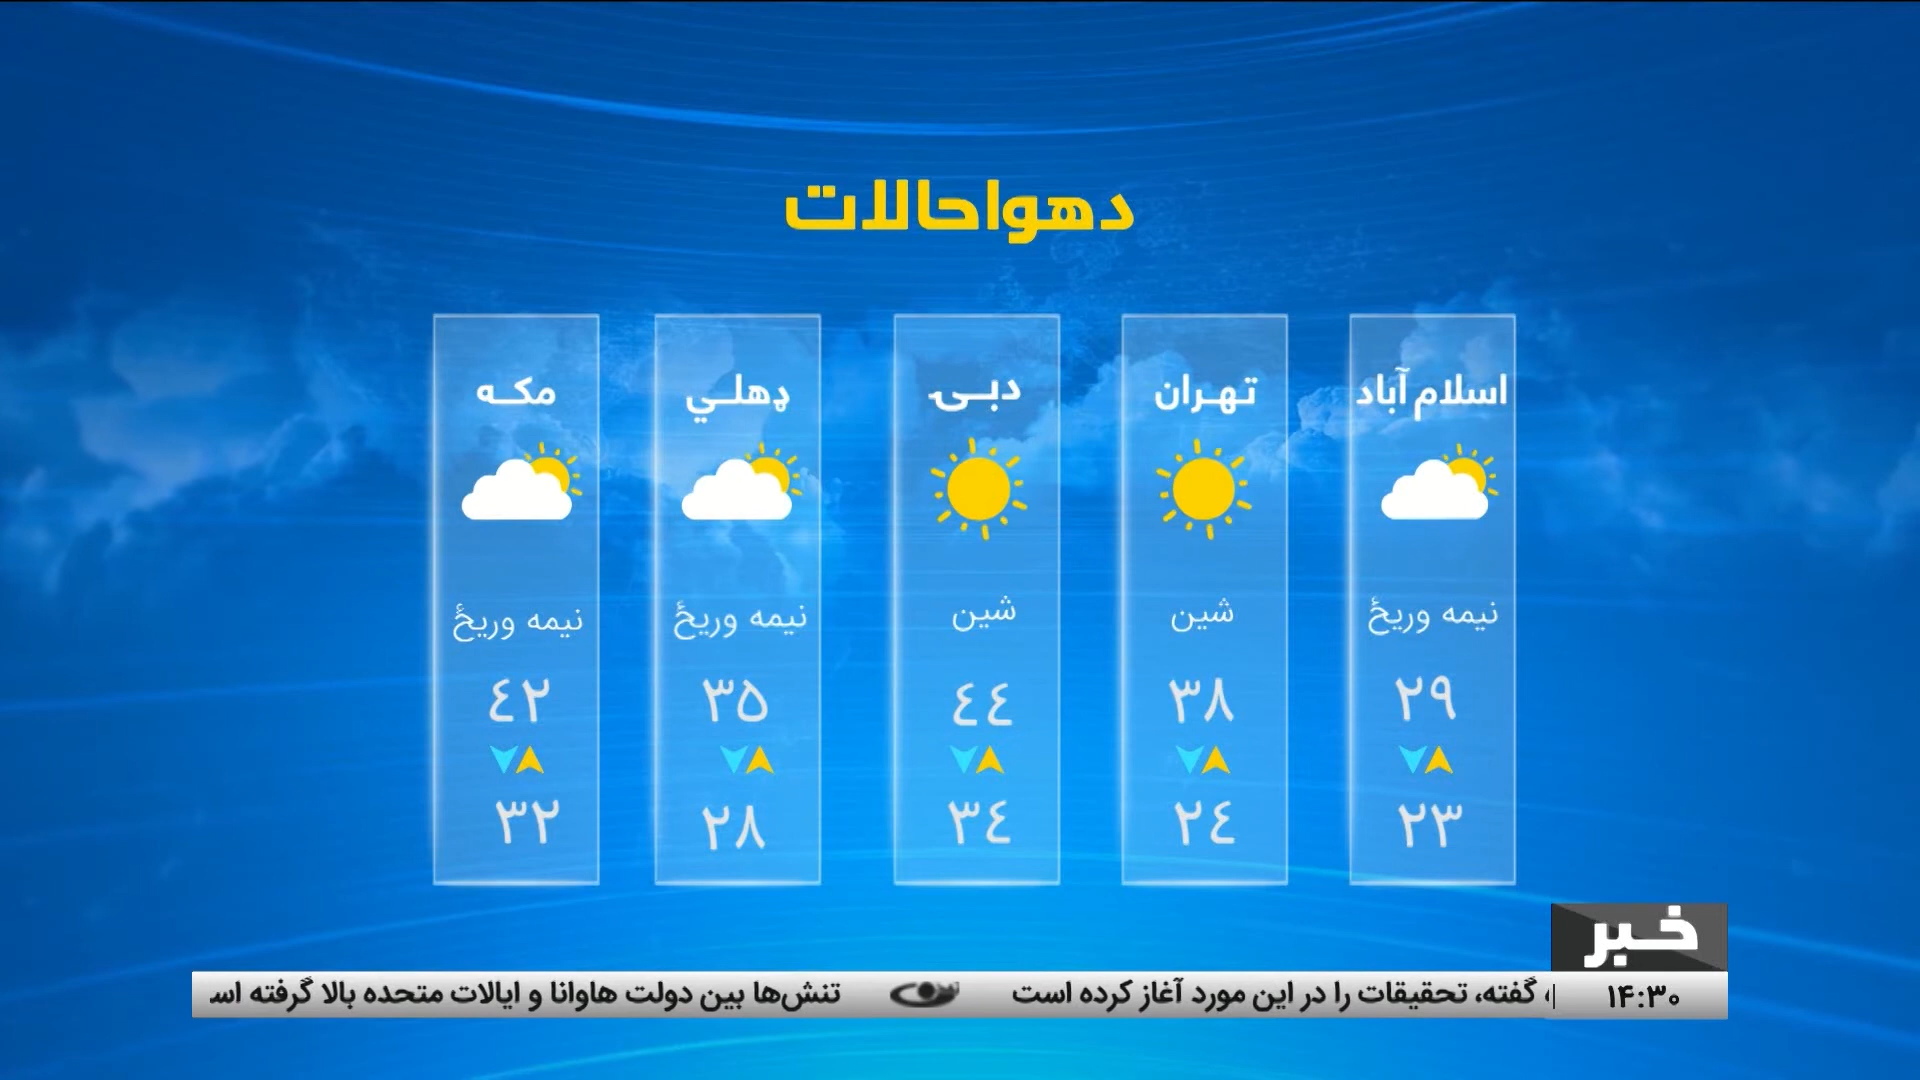 دهواحالات
اسلام آباد
نیمه وریځ
٢٩
٢٣
تهران
شین
٣٨
٢٤
دبی
شین
٤٤
٣٤
ډهلي
نیمه وریځ
٣٥
٢٨
مکه
نیمه وریځ
٤٢
٣٢
خبر
۱۴:۳۰
گفته، تحقیقات را در این مورد آغاز کرده است
تنش‌ها بین دولت هاوانا و ایالات متحده بالا گرفته اس